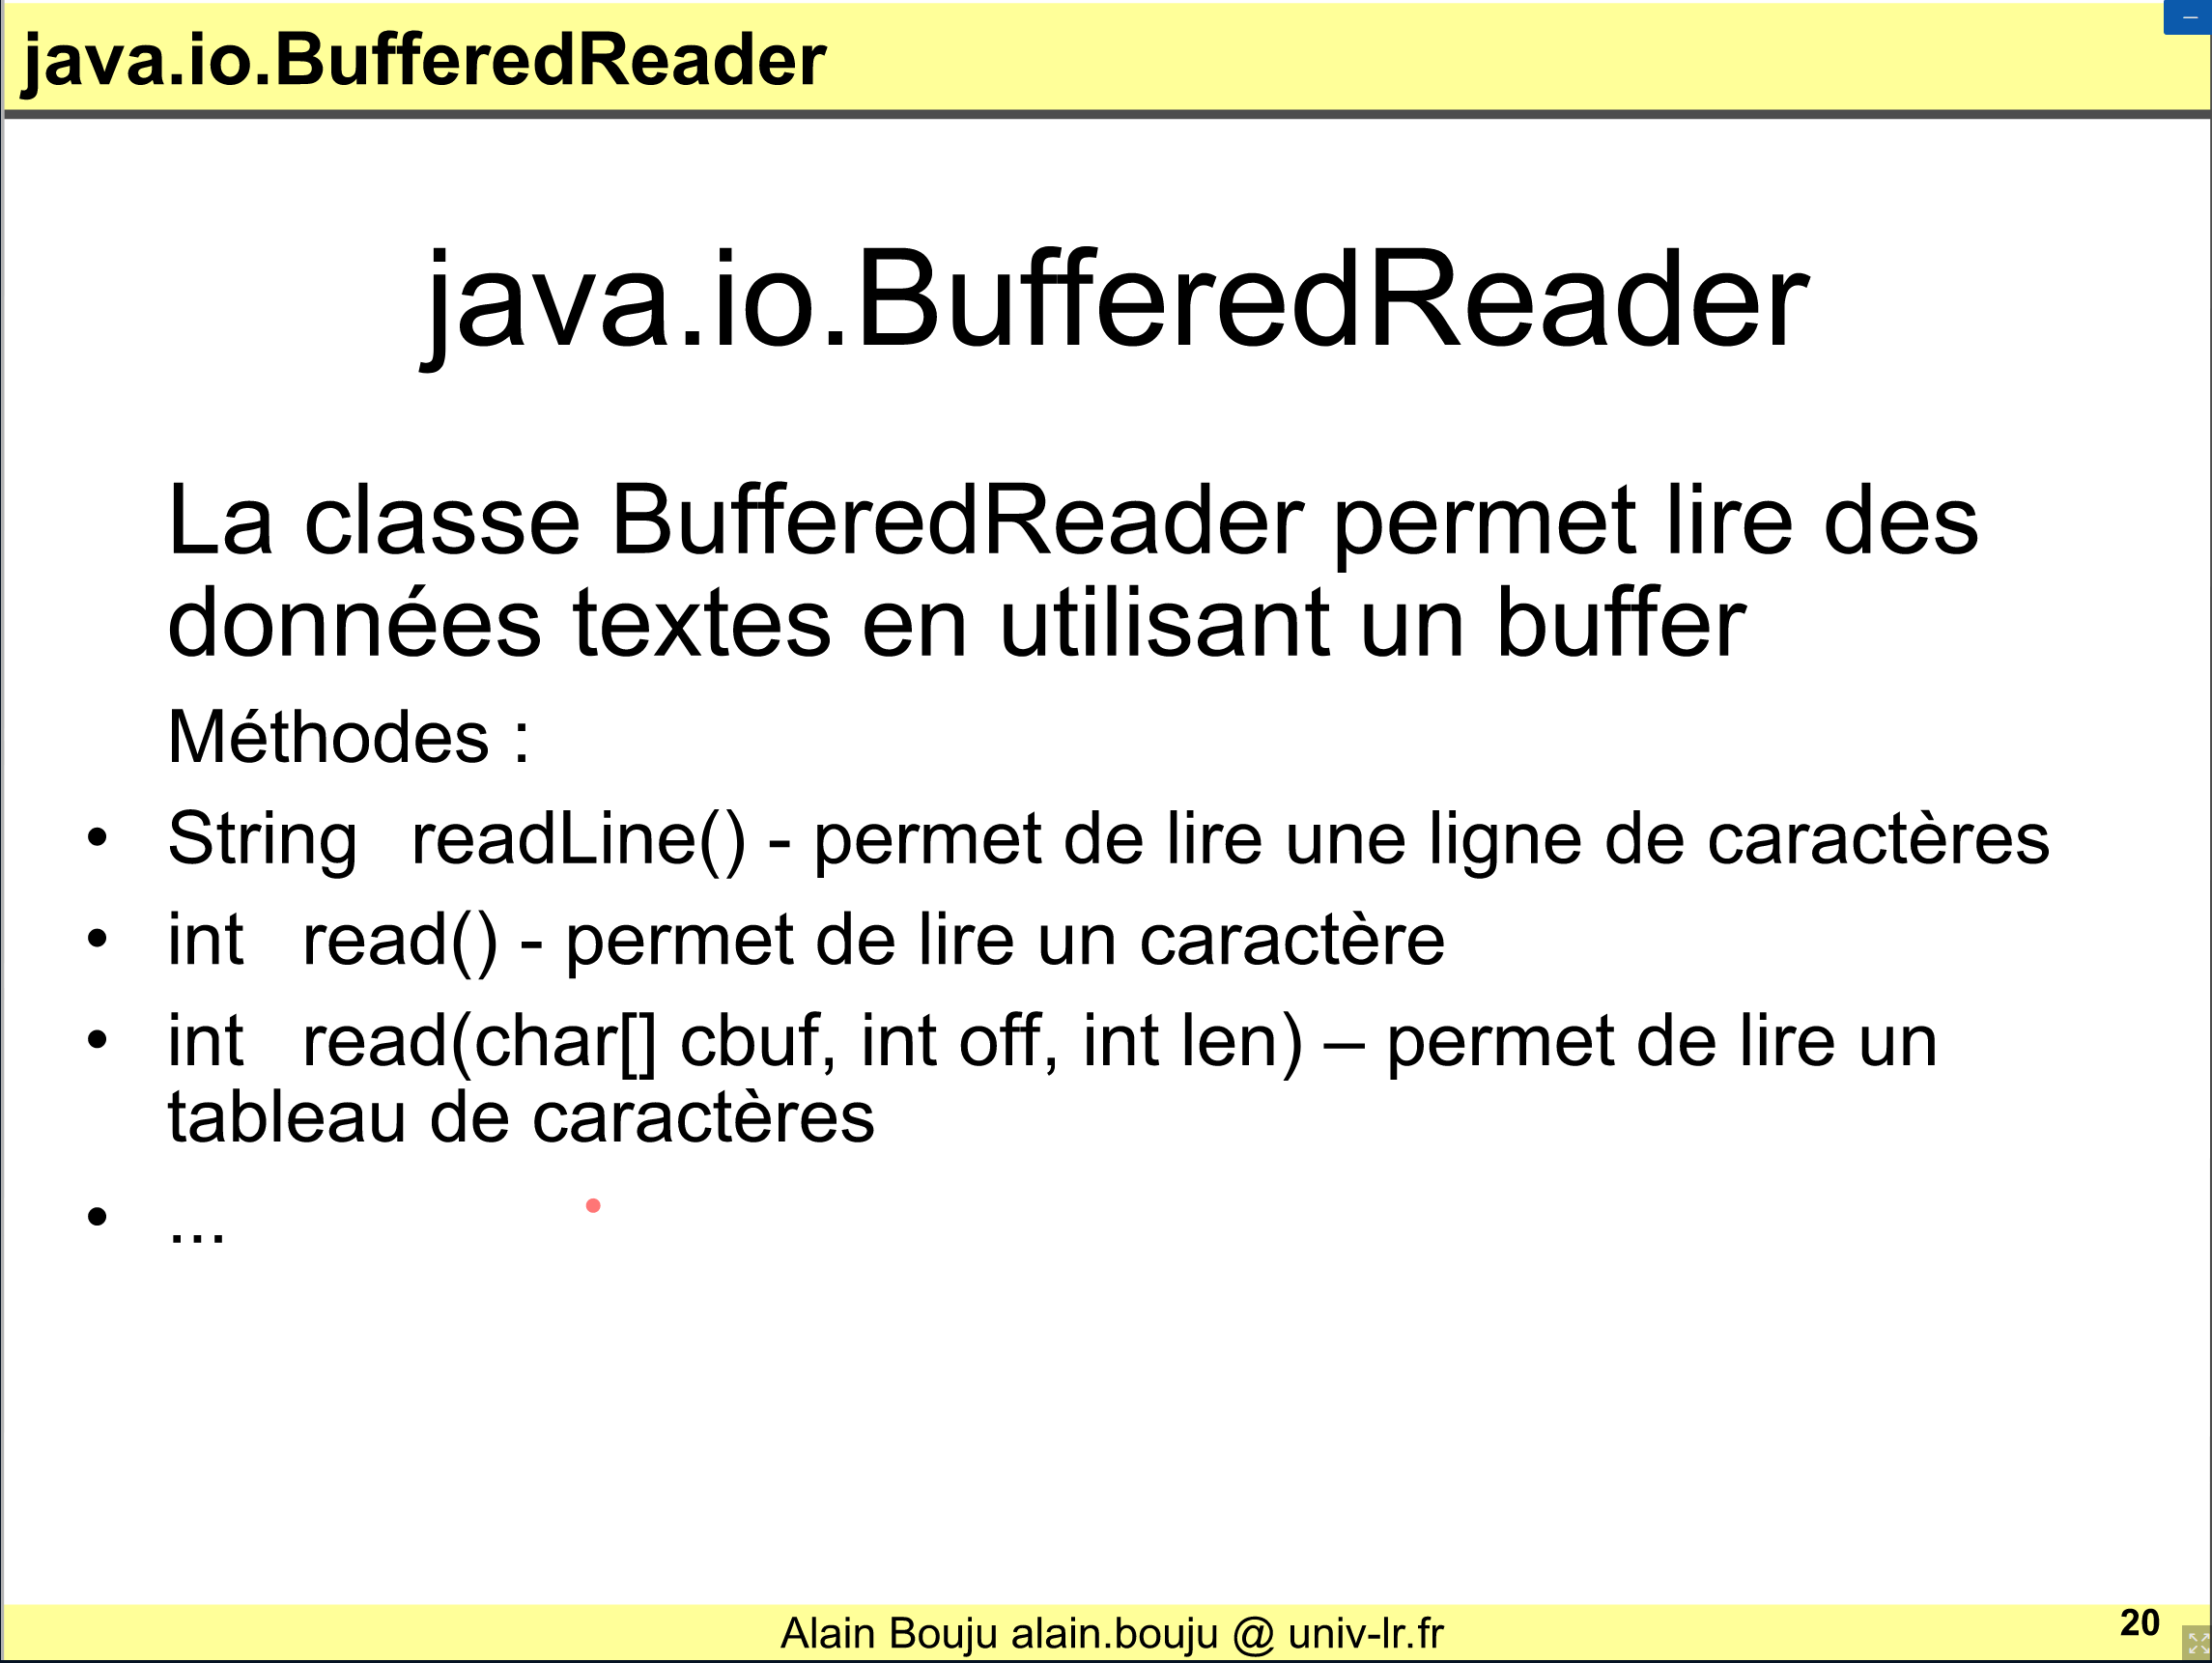 java.io.BufferedReader
java.io.BufferedReader
La classe BufferedReader permet lire des
données textes en utilisant un buffer
Méthodes :
• String readLine() - permet de lire une ligne de caractères
• int read() - permet de lire un caractère
• int read(char[] cbuf, int off, int len) – permet de lire un
tableau de caractères
• ...
Alain Bouju alain.bouju @ univ-lr.fr
20